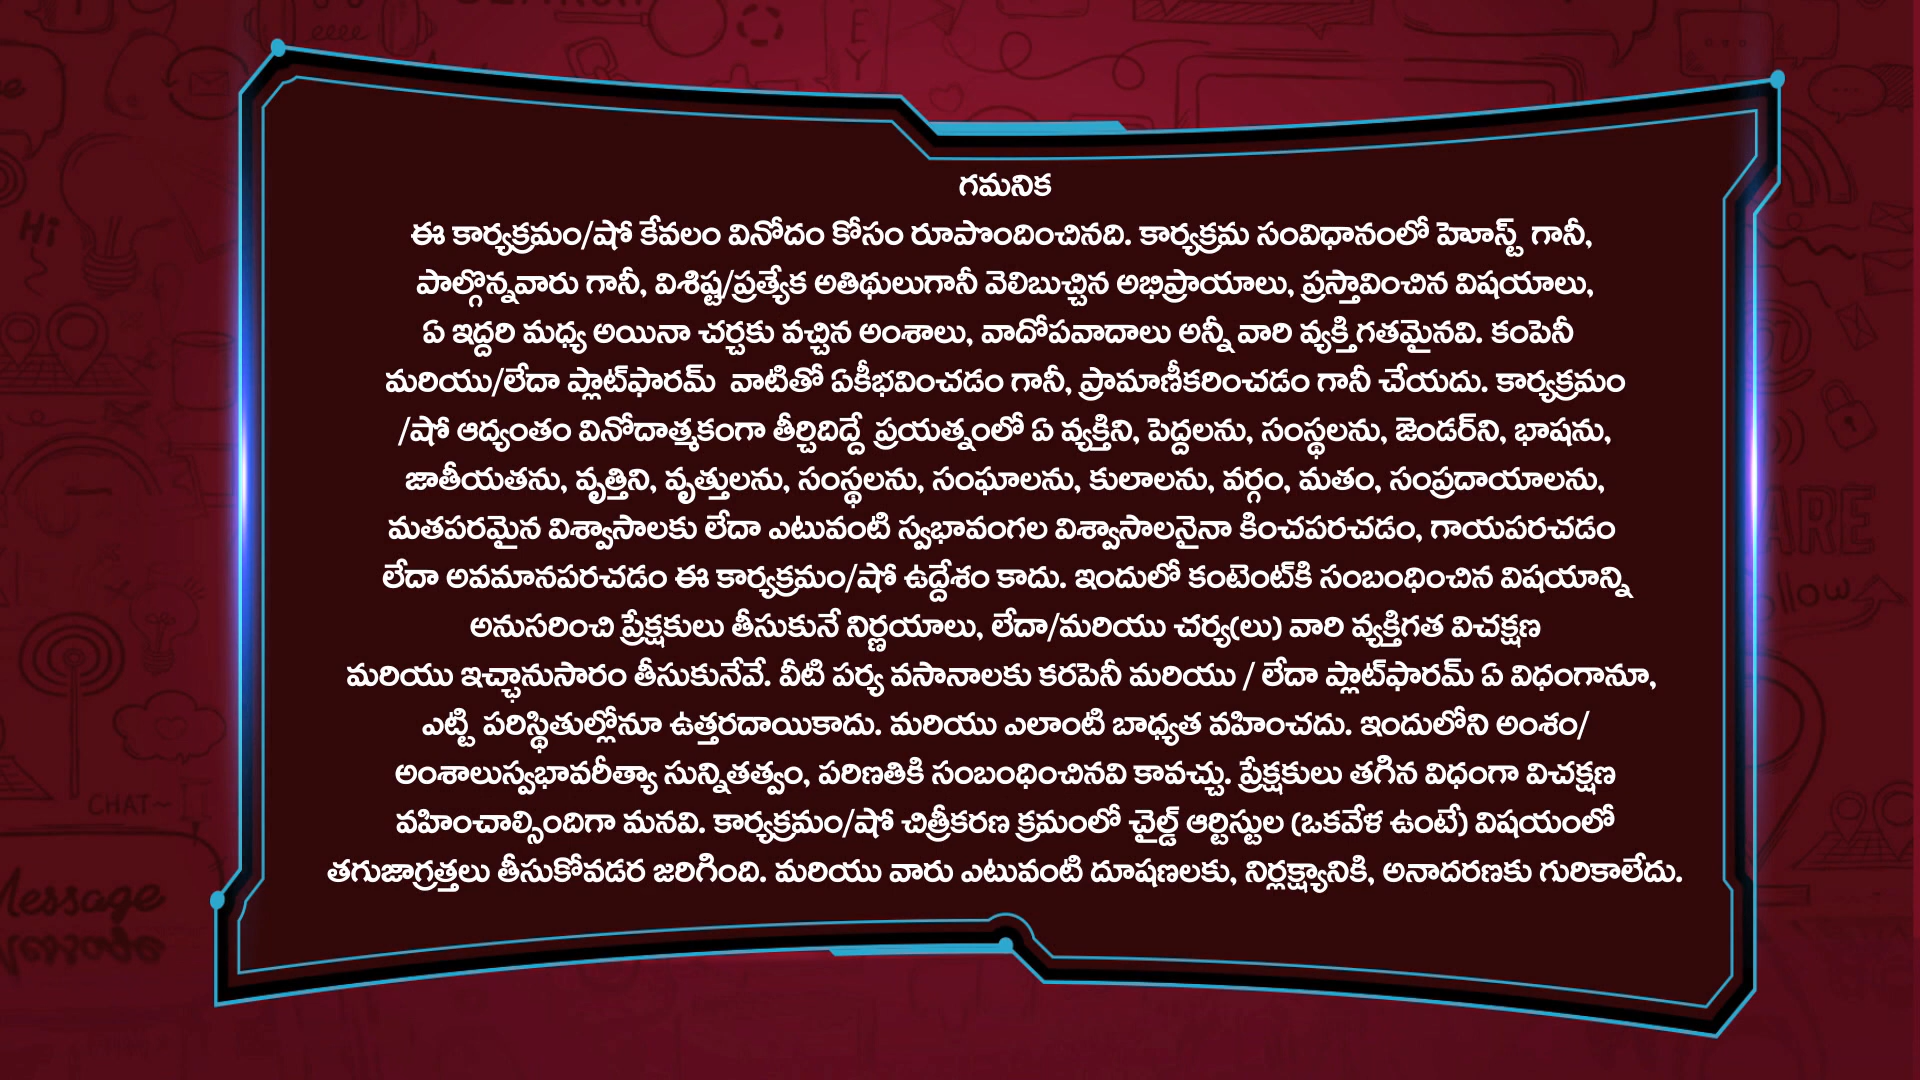 గమనిక
ఈ కార్యక్రమం/షో కేవలం వినోదం కోసం రూపొందించినది. కార్యక్రమ సంవిధానంలో హెూస్ట్ గానీ,
పాల్గొన్నవారు గానీ, విశిష్ట/ప్రత్యేక అతిథులుగానీ వెలిబుచ్చిన అభిప్రాయాలు, ప్రస్తావించిన విషయాలు,
ఏ ఇద్దరి మధ్య అయినా చర్చకు వచ్చిన అంశాలు, వాదోపవాదాలు అన్నీ వారి వ్యక్తిగతమైనవి. కంపెనీ
మరియు/లేదా ప్లాట్‌ఫారమ్ వాటితో ఏకీభవించడం గానీ, ప్రామాణీకరించడం గానీ చేయదు. కార్యక్రమం
/షో ఆద్యంతం వినోదాత్మకంగా తీర్చిదిద్దే ప్రయత్నంలో ఏ వ్యక్తిని, పెద్దలను, సంస్థలను, జెండర్‌ని, భాషను,
జాతీయతను, వృత్తిని, వృత్తులను, సంస్థలను, సంఘాలను, కులాలను, వర్గం, మతం, సంప్రదాయాలను,
మతపరమైన విశ్వాసాలకు లేదా ఎటువంటి స్వభావంగల విశ్వాసాలనైనా కించపరచడం, గాయపరచడం
లేదా అవమానపరచడం ఈ కార్యక్రమం/షో ఉద్దేశం కాదు. ఇందులో కంటెంట్‌కి సంబంధించిన విషయాన్ని
అనుసరించి ప్రేక్షకులు తీసుకునే నిర్ణయాలు, లేదా/మరియు చర్య(లు) వారి వ్యక్తిగత విచక్షణ
మరియు ఇచ్ఛానుసారం తీసుకునేవే. వీటి పర్య వసానాలకు కరపెనీ మరియు / లేదా ప్లాట్‌ఫారమ్ ఏ విధంగానూ,
ఎట్టి పరిస్థితుల్లోనూ ఉత్తరదాయికాదు. మరియు ఎలాంటి బాధ్యత వహించదు. ఇందులోని అంశం/
అంశాలుస్వభావరీత్యా సున్నితత్వం, పరిణతికి సంబంధించినవి కావచ్చు. ప్రేక్షకులు తగిన విధంగా విచక్షణ
వహించాల్సిందిగా మనవి. కార్యక్రమం/షో చిత్రీకరణ క్రమంలో చైల్డ్ ఆర్టిస్టుల (ఒకవేళ ఉంటే) విషయంలో
తగుజాగ్రత్తలు తీసుకోవడర జరిగింది. మరియు వారు ఎటువంటి దూషణలకు, నిర్లక్ష్యానికి, అనాదరణకు గురికాలేదు.
Hi
CHAT~
Message